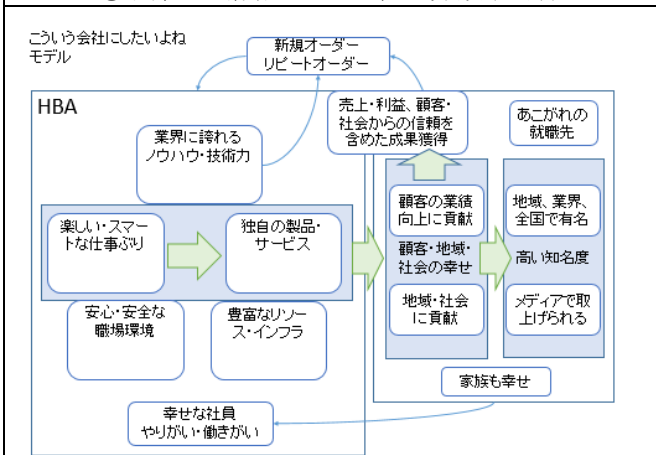 こういう会社にしたいよね
モデル
新規オーダー
リピートオーダー
HBA
業界に誇れる
ノウハウ・技術力
売上・利益、顧客・
社会からの信頼を
含めた成果獲得
あこがれの
就職先
楽しい・スマー
トな仕事ぶり
独自の製品・
サービス
顧客の業績
向上に貢献
顧客・地域・
社会の幸せ
地域・社会
に貢献
地域、業界、
全国で有名
高い知名度
メディアで取
上げられる
安心・安全な
職場環境
豊富なリソー
ス・インフラ
家族も幸せ
幸せな社員
やりがい・働きがい